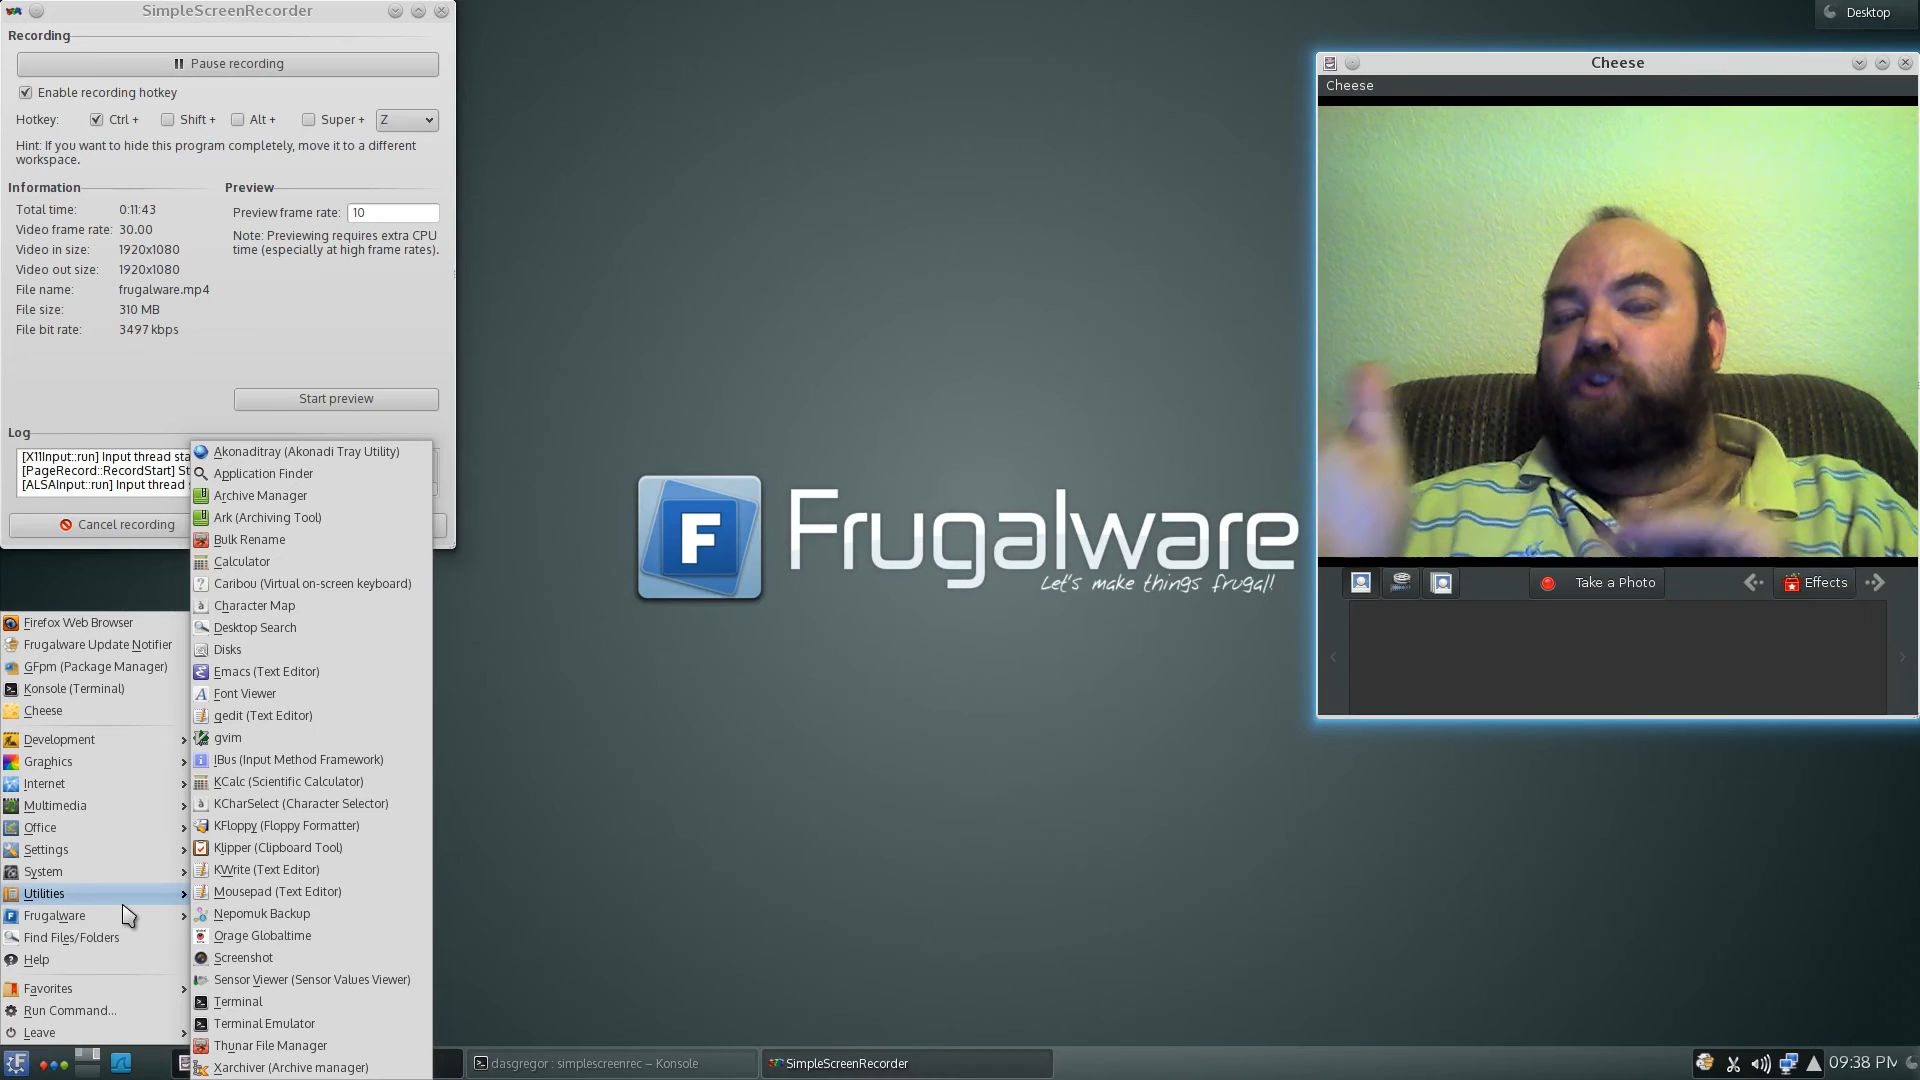 SimpleScreenRecorder
Recording
Pause recording
Enable recording hotkey
Hotkey: Ctrl + Shift + Alt + Super + Z
Hint: If you want to hide this program completely, move it to a different
workspace.
Information
Total time: 0:11:43
Video frame rate: 30.00
Video in size: 1920x1080
Video out size: 1920x1080
File name: frugalware.mp4
File size: 310 MB
File bit rate: 3497 kbps
Preview
Preview frame rate: 10
Note: Previewing requires extra CPU
time (especially at high frame rates).
Start preview
Log
[X11Input::run] Input thread sta
[PageRecord::RecordStart] St
[ALSAInput::run] Input thread
Cancel recording
Firefox Web Browser
Frugalware Update Notifier
GFpm (Package Manager)
Konsole (Terminal)
Cheese
Development
Graphics
Internet
Multimedia
Office
Settings
System
Utilities
Frugalware
Find Files/Folders
Help
Favorites
Run Command...
Leave
Akonaditray (Akonadi Tray Utility)
Application Finder
Archive Manager
Ark (Archiving Tool)
Bulk Rename
Calculator
Caribou (Virtual on-screen keyboard)
Character Map
Desktop Search
Disks
Emacs (Text Editor)
Font Viewer
gedit (Text Editor)
gvim
IBus (Input Method Framework)
KCalc (Scientific Calculator)
KCharSelect (Character Selector)
KFloppy (Floppy Formatter)
Klipper (Clipboard Tool)
KWrite (Text Editor)
Mousepad (Text Editor)
Nepomuk Backup
Orage Globaltime
Screenshot
Sensor Viewer (Sensor Values Viewer)
Terminal
Terminal Emulator
Thunar File Manager
Xarchiver (Archive manager)
F Frugalware
Let's make things frugal!
Desktop
Cheese
Cheese
Take a Photo
Effects
dasgregor : simplescreenrec – Konsole
SimpleScreenRecorder
09:38 PM